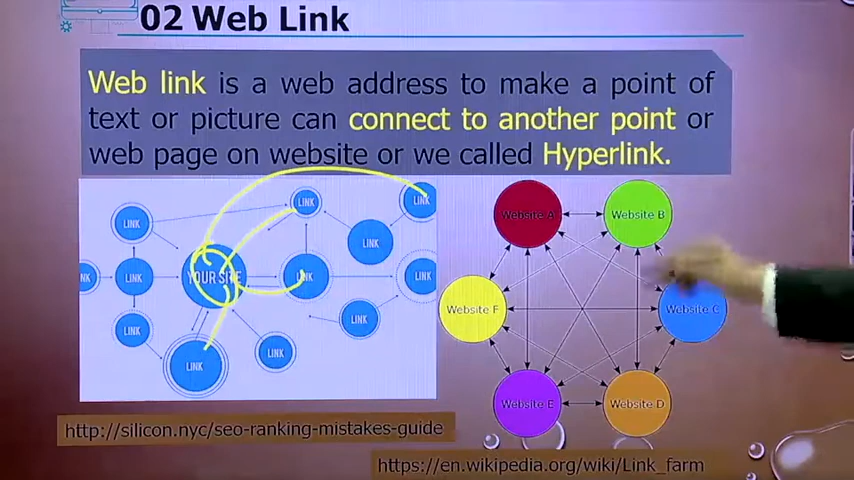 02 Web Link
Web link is a web address to make a point of
text or picture can connect to another point or
web page on website or we called Hyperlink.
LINK
LINK
LINK
LINK
NK
LINK
YOUR SITE
LINK
LINK
LINK
LINK
LINK
LINK
Website A
Website B
Website F
Website C
Website E
Website D
http://silicon.nyc/seo-ranking-mistakes-guide
https://en.wikipedia.org/wiki/Link_farm